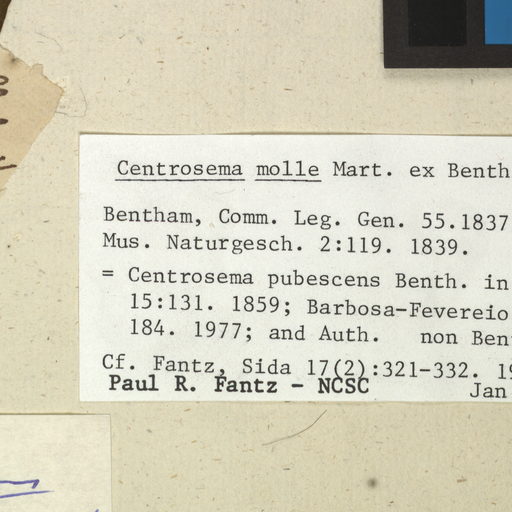 Centrosema molle Mart. ex Benth
Bentham, Comm. Leg. Gen. 55.1837
Mus. Naturgesch. 2:119. 1839.
= Centrosema pubescens Benth. in
15:131. 1859; Barbosa-Fevereio
184. 1977; and Auth. non Ben
Cf. Fantz, Sida 17(2):321-332. 19
Paul R. Fantz - NCSC
Jan